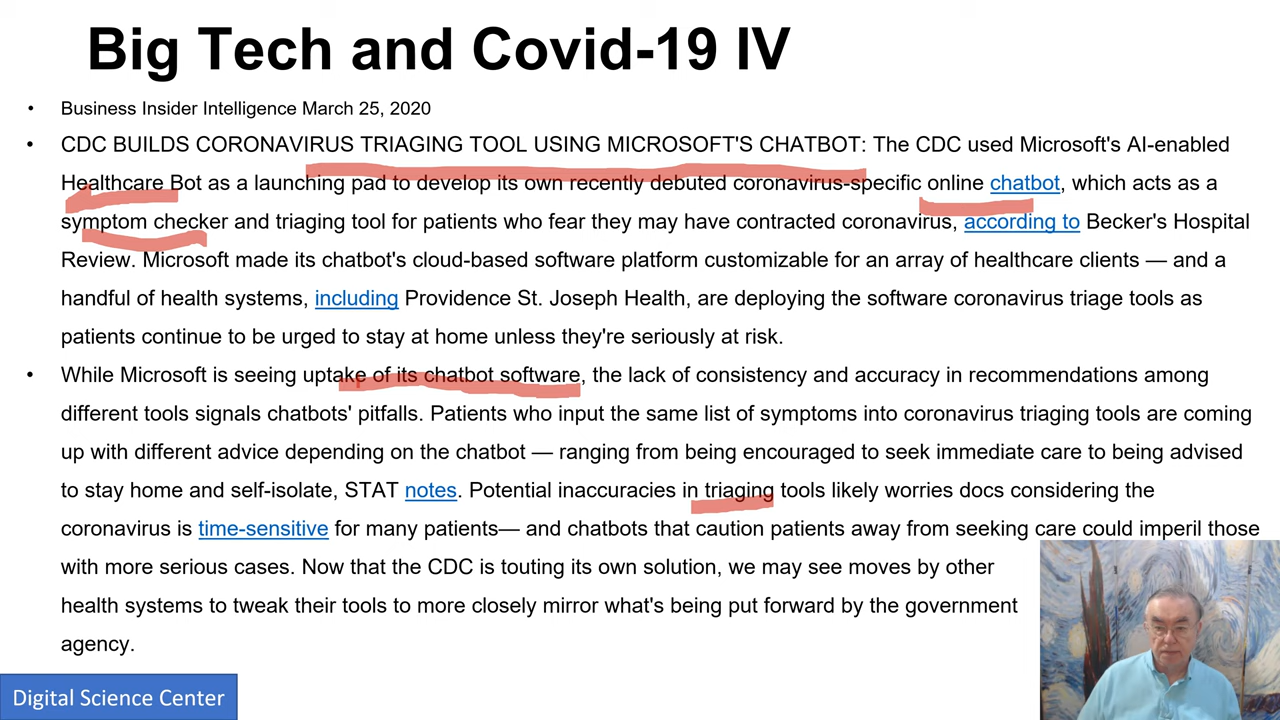 Big Tech and Covid-19 IV
• Business Insider Intelligence March 25, 2020
• CDC BUILDS CORONAVIRUS TRIAGING TOOL USING MICROSOFT'S CHATBOT: The CDC used Microsoft's AI-enabled
Healthcare Bot as a launching pad to develop its own recently debuted coronavirus-specific online chatbot, which acts as a
symptom checker and triaging tool for patients who fear they may have contracted coronavirus, according to Becker's Hospital
Review. Microsoft made its chatbot's cloud-based software platform customizable for an array of healthcare clients — and a
handful of health systems, including Providence St. Joseph Health, are deploying the software coronavirus triage tools as
patients continue to be urged to stay at home unless they're seriously at risk.
• While Microsoft is seeing uptake of its chatbot software, the lack of consistency and accuracy in recommendations among
different tools signals chatbots' pitfalls. Patients who input the same list of symptoms into coronavirus triaging tools are coming
up with different advice depending on the chatbot — ranging from being encouraged to seek immediate care to being advised
to stay home and self-isolate, STAT notes. Potential inaccuracies in triaging tools likely worries docs considering the
coronavirus is time-sensitive for many patients— and chatbots that caution patients away from seeking care could imperil those
with more serious cases. Now that the CDC is touting its own solution, we may see moves by other
health systems to tweak their tools to more closely mirror what's being put forward by the government
agency.
Digital Science Center